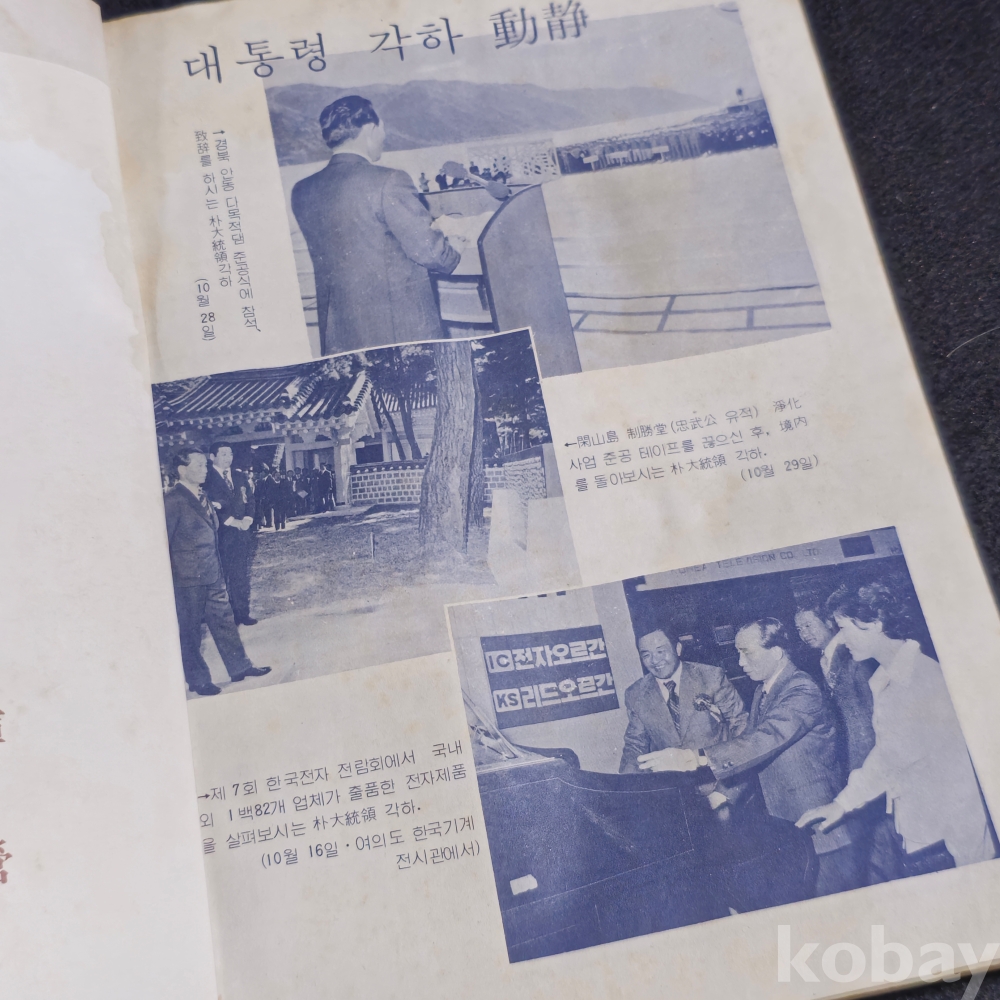 대통령 각하 動静
→경북 안동 다목적댐 준공식에 참석,
致辞를 하시는 朴大統領각하
(10월 28일)
←閑山島 制勝堂(忠武公 유적) 淨化
사업 준공 테이프를 끊으신 후, 境內
를 돌아보시는 朴大統領 각하.
(10월 29일)
IC전자오르간
KS리드오르간
→제 7회 한국전자 전람회에서 국내
외 1백82개 업체가 출품한 전자제품
을 살펴보시는 朴大統領 각하.
(10월 16일·여의도 한국기계
전시관에서)
kobay